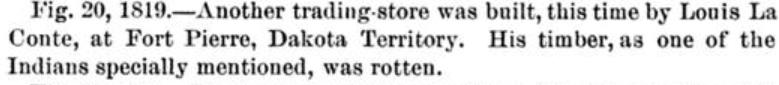 Fig. 20, 1819.—Another trading-store was built, this time by Louis La
Conte, at Fort Pierre, Dakota Territory. His timber, as one of the
Indians specially mentioned, was rotten.